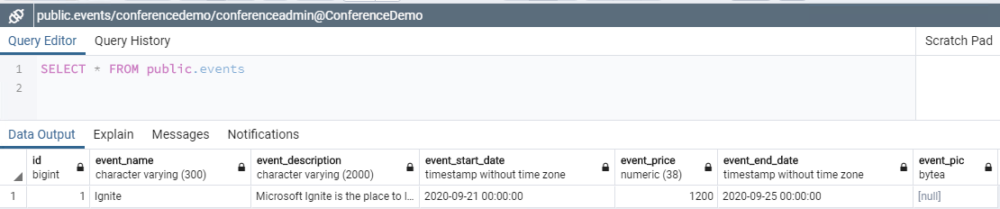 public.events/conferencedemo/conferenceadmin@ConferenceDemo
Query Editor Query History Scratch Pad
1 SELECT * FROM public.events
2
Data Output Explain Messages Notifications
id event_name event_description event_start_date event_price event_end_date event_pic
bigint character varying (300) character varying (2000) timestamp without time zone numeric (38) timestamp without time zone bytea
1 1 Ignite Microsoft Ignite is the place to l... 2020-09-21 00:00:00 1200 2020-09-25 00:00:00 [null]